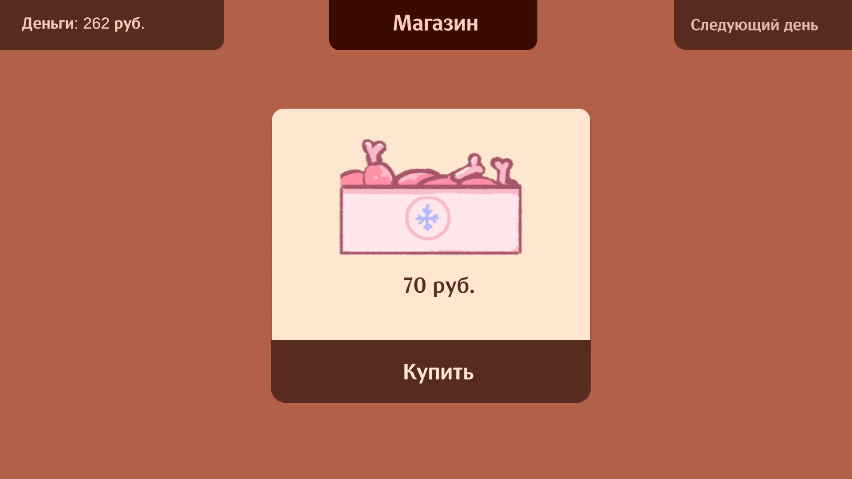 Деньги: 262 руб.
Магазин
Следующий день
70 руб.
Купить